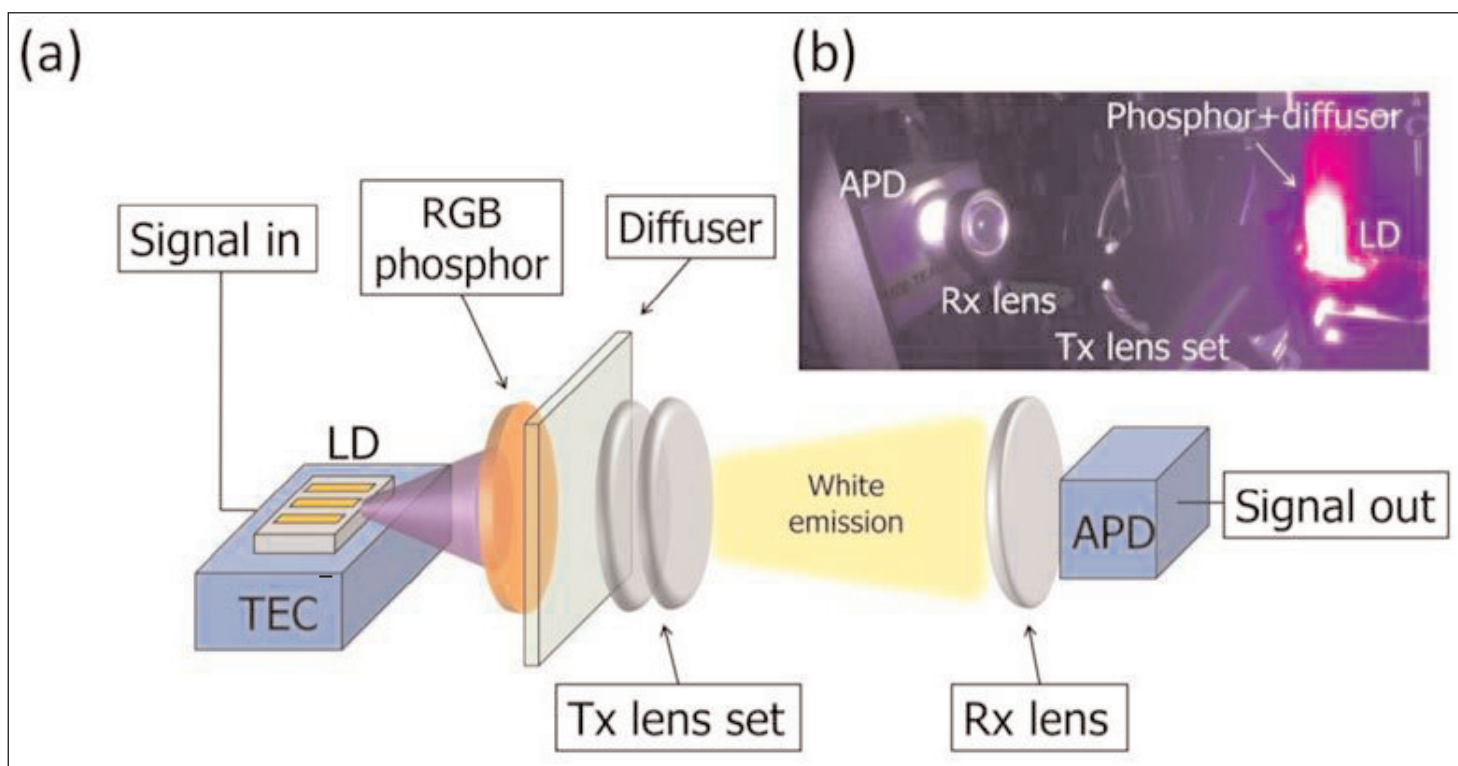 (a)
(b)
Phosphor+diffusor
APD
LD
Rx lens
Tx lens set
Signal in
RGB
phosphor
Diffuser
LD
TEC
White
emission
APD
Signal out
Tx lens set
Rx lens